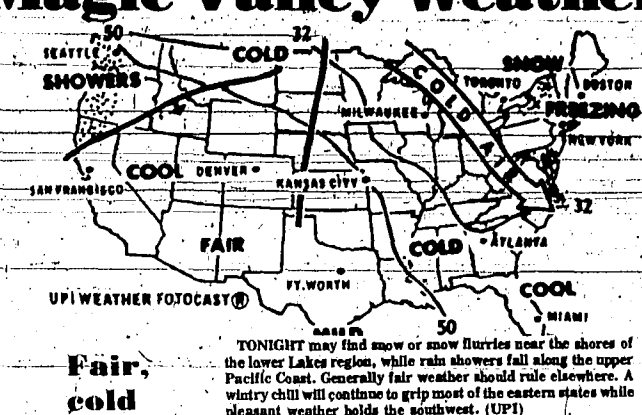 Magic Valley Weather
50
32
SEATTLE
COLD
SNOW
SHOWERS
COLD AIR
TORONTO
BOSTON
MILWAUKEE
FREEZING
NEW YORK
COOL
DENVER
KANSAS CITY
SAN FRANCISCO
32
FAIR
COLD
ATLANTA
FT. WORTH
COOL
UPI WEATHER FOTOCAST®
MIAMI
MILD
50
TONIGHT may find snow or snow flurries near the shores of
the lower Lakes region, while rain showers fall along the upper
Pacific Coast. Generally fair weather should rule elsewhere. A
wintry chill will continue to grip most of the eastern states while
pleasant weather holds the southwest. (UPI)
Fair,
cold